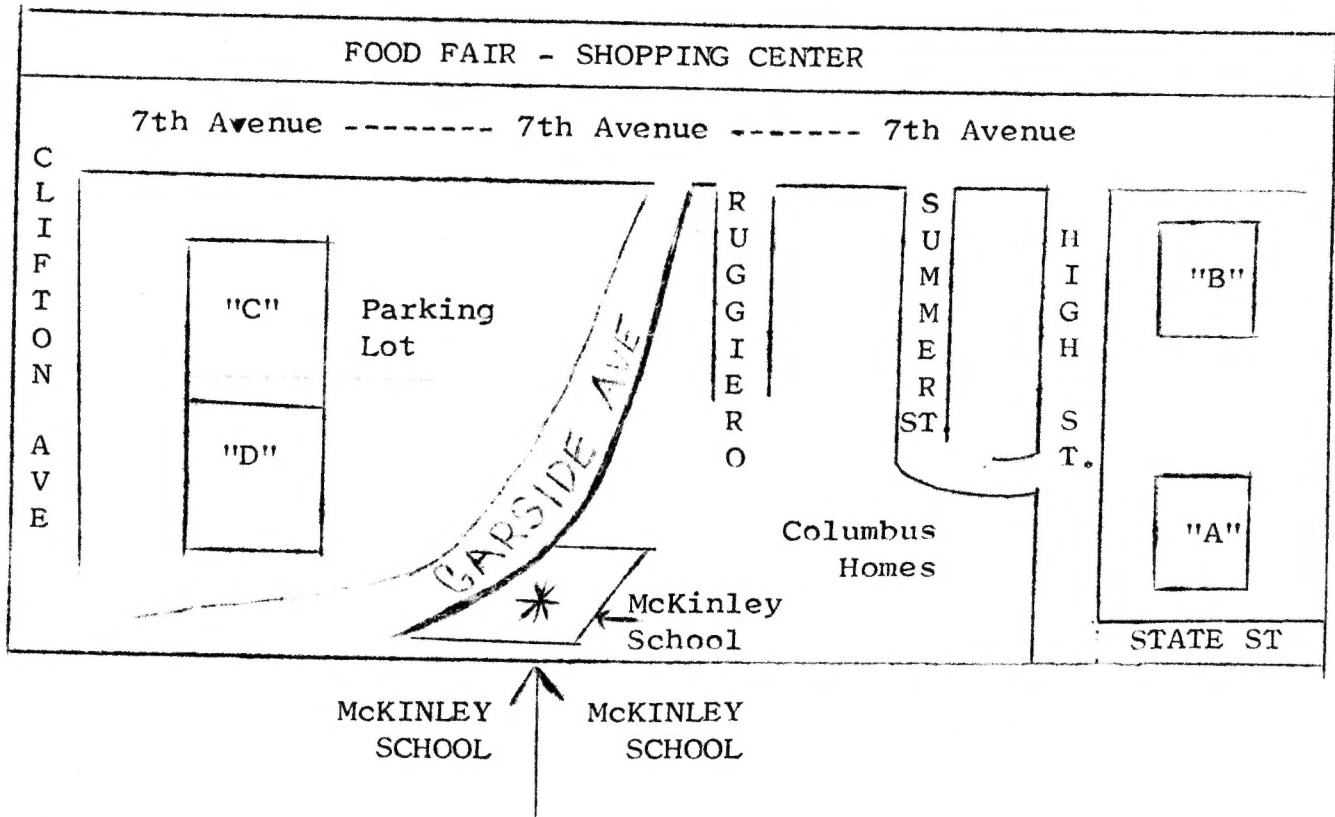 FOOD FAIR - SHOPPING CENTER
7th Avenue -------- 7th Avenue ------- 7th Avenue
CLIFTON AVE
"C"
Parking
Lot
"D"
GARSIDE AVE
RUGGIERO
SUMMER ST
HIGH ST.
"B"
"A"
Columbus
Homes
McKinley
School
STATE ST
McKINLEY
SCHOOL
McKINLEY
SCHOOL